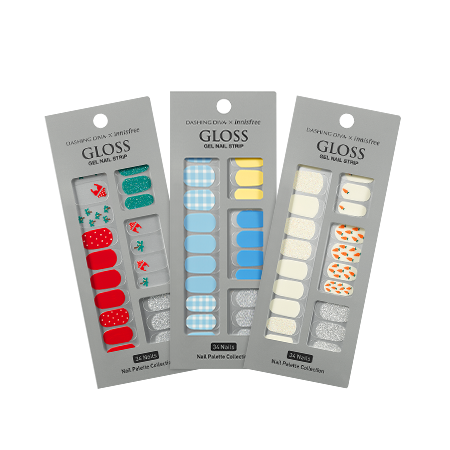 DASHING DIVA × innisfree
GLOSS
GEL NAIL STRIP
34 Nails
Nail Palette Collection
DASHING DIVA × innisfree
GLOSS
GEL NAIL STRIP
34 Nails
Nail Palette Collection
DASHING DIVA × innisfree
GLOSS
GEL NAIL STRIP
34 Nails
Nail Palette Collection